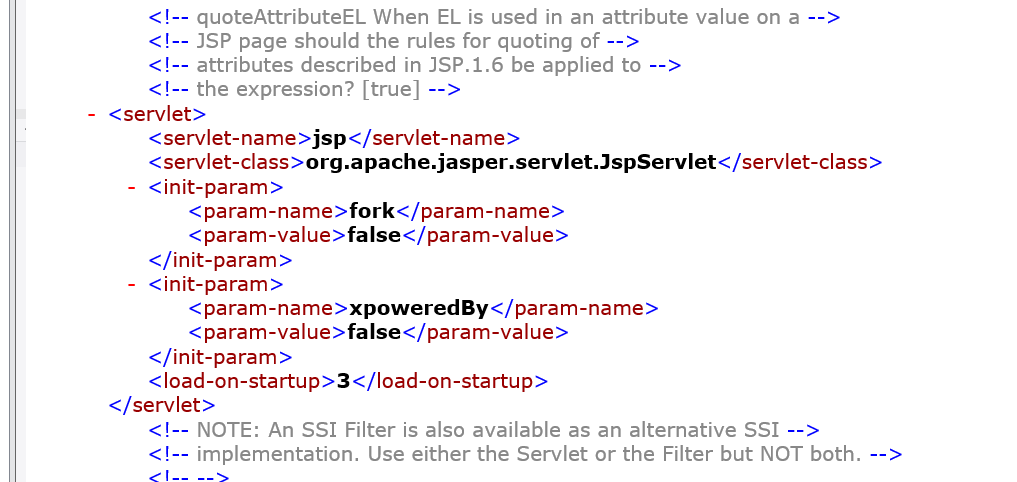 <!-- quoteAttributeEL When EL is used in an attribute value on a -->
<!-- JSP page should the rules for quoting of -->
<!-- attributes described in JSP.1.6 be applied to -->
<!-- the expression? [true] -->
- <servlet>
<servlet-name>jsp</servlet-name>
<servlet-class>org.apache.jasper.servlet.JspServlet</servlet-class>
- <init-param>
<param-name>fork</param-name>
<param-value>false</param-value>
</init-param>
- <init-param>
<param-name>xpoweredBy</param-name>
<param-value>false</param-value>
</init-param>
<load-on-startup>3</load-on-startup>
</servlet>
<!-- NOTE: An SSI Filter is also available as an alternative SSI -->
<!-- implementation. Use either the Servlet or the Filter but NOT both. -->
<!-- -->